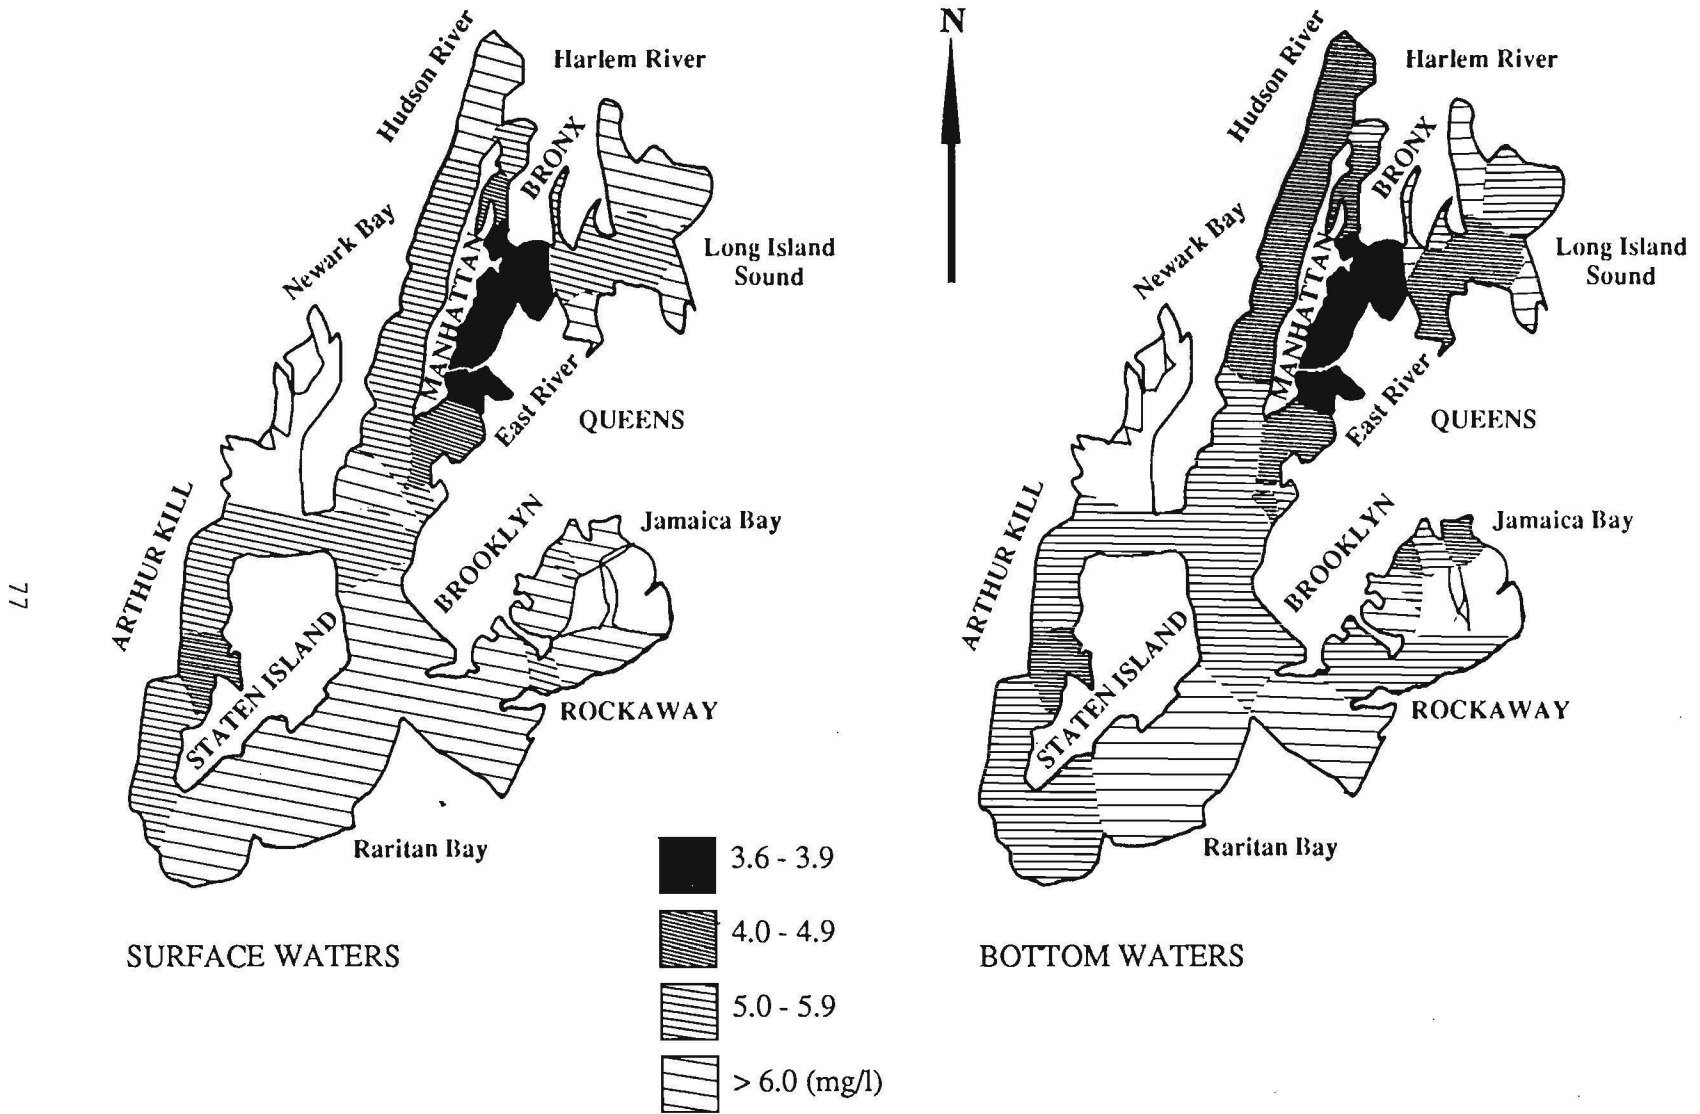 Hudson River
Harlem River
BRONX
Newark Bay
MANHATTAN
Long Island
Sound
East River
QUEENS
ARTHUR KILL
BROOKLYN
Jamaica Bay
STATEN ISLAND
ROCKAWAY
Raritan Bay
SURFACE WATERS
77
3.6 - 3.9
4.0 - 4.9
5.0 - 5.9
> 6.0 (mg/l)
N
Hudson River
Harlem River
BRONX
Newark Bay
MANHATTAN
Long Island
Sound
East River
QUEENS
ARTHUR KILL
BROOKLYN
Jamaica Bay
STATEN ISLAND
ROCKAWAY
Raritan Bay
BOTTOM WATERS